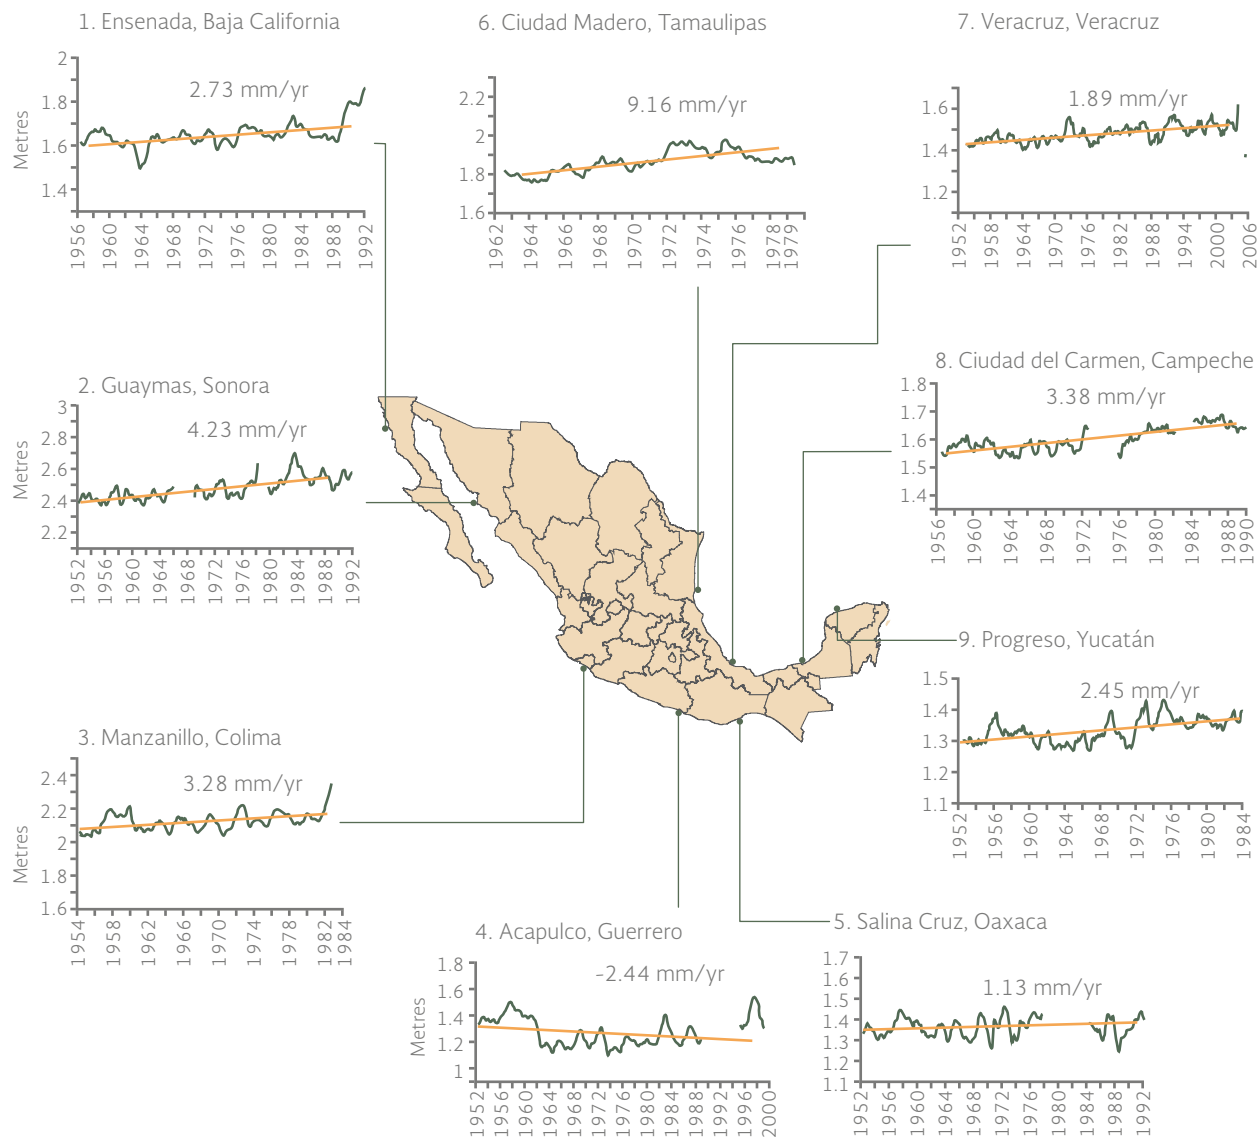 1. Ensenada, Baja California
2.73 mm/yr
Metres
2
1.8
1.6
1.4
1956 1960 1964 1968 1972 1976 1980 1984 1988 1992
6. Ciudad Madero, Tamaulipas
9.16 mm/yr
2.2
2
1.8
1.6
1962 1964 1966 1970 1974 1976 1978 1979
7. Veracruz, Veracruz
1.89 mm/yr
1.6
1.4
1.2
1952 1958 1964 1970 1976 1982 1988 1994 2000 2006
2. Guaymas, Sonora
4.23 mm/yr
Metres
3
2.8
2.6
2.4
2.2
1952 1956 1960 1964 1968 1972 1976 1980 1984 1988 1992
8. Ciudad del Carmen, Campeche
3.38 mm/yr
1.8
1.7
1.6
1.5
1.4
1956 1960 1964 1968 1972 1976 1980 1984 1988 1990
9. Progreso, Yucatán
2.45 mm/yr
1.5
1.4
1.3
1.2
1.1
1952 1956 1960 1964 1968 1972 1976 1980 1984
3. Manzanillo, Colima
3.28 mm/yr
Metres
2.4
2.2
2
1.8
1.6
1954 1958 1962 1966 1970 1974 1978 1982 1984
4. Acapulco, Guerrero
-2.44 mm/yr
Metres
1.8
1.6
1.4
1.2
1
1952 1956 1960 1964 1968 1972 1976 1980 1984 1988 1992 1996 2000
5. Salina Cruz, Oaxaca
1.13 mm/yr
1.7
1.6
1.5
1.4
1.3
1.2
1.1
1952 1956 1960 1964 1968 1972 1976 1980 1984 1988 1992